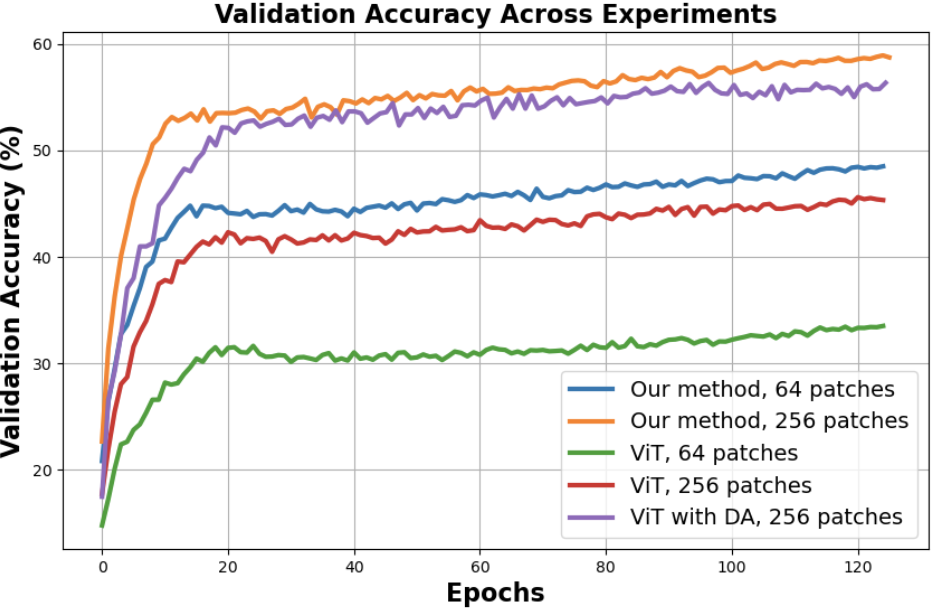 Validation Accuracy Across Experiments
Validation Accuracy (%)
60
50
40
30
20
Our method, 64 patches
Our method, 256 patches
ViT, 64 patches
ViT, 256 patches
ViT with DA, 256 patches
0 20 40 60 80 100 120
Epochs